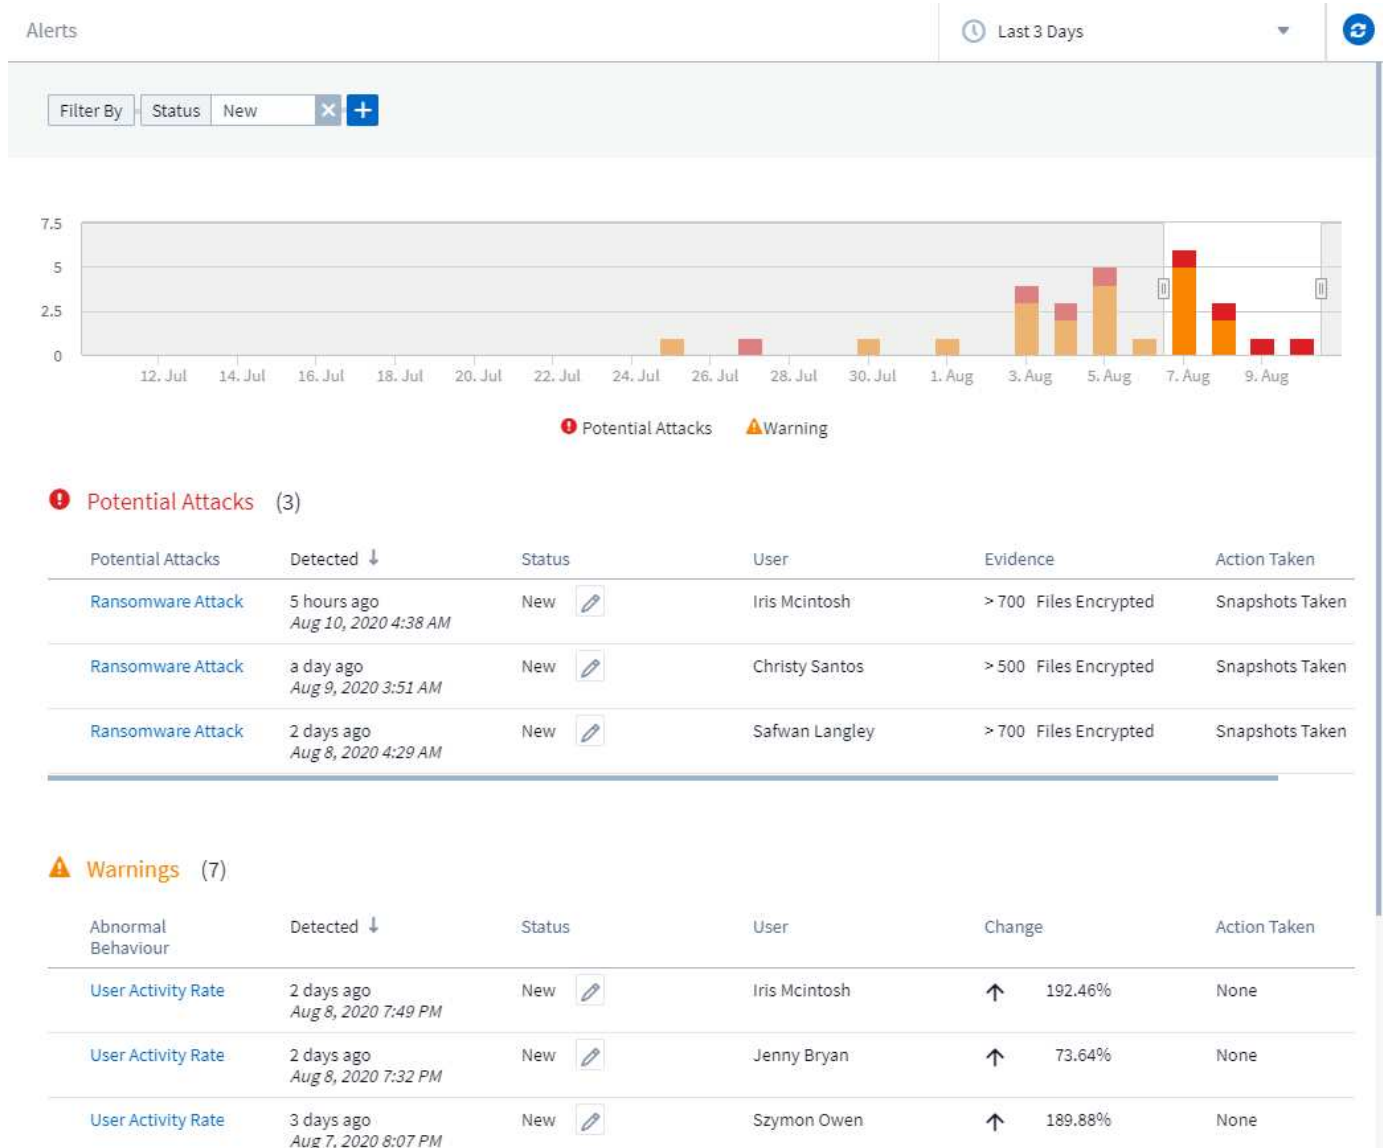 Alerts
Last 3 Days
Filter By Status New
7.5
5
2.5
0
12. Jul 14. Jul 16. Jul 18. Jul 20. Jul 22. Jul 24. Jul 26. Jul 28. Jul 30. Jul 1. Aug 3. Aug 5. Aug 7. Aug 9. Aug
Potential Attacks Warning
Potential Attacks (3)
Potential Attacks Detected Status User Evidence Action Taken
Ransomware Attack 5 hours ago New Iris Mcintosh > 700 Files Encrypted Snapshots Taken
Aug 10, 2020 4:38 AM
Ransomware Attack a day ago New Christy Santos > 500 Files Encrypted Snapshots Taken
Aug 9, 2020 3:51 AM
Ransomware Attack 2 days ago New Safwan Langley > 700 Files Encrypted Snapshots Taken
Aug 8, 2020 4:29 AM
Warnings (7)
Abnormal Detected Status User Change Action Taken
Behaviour
User Activity Rate 2 days ago New Iris Mcintosh ↑ 192.46% None
Aug 8, 2020 7:49 PM
User Activity Rate 2 days ago New Jenny Bryan ↑ 73.64% None
Aug 8, 2020 7:32 PM
User Activity Rate 3 days ago New Szymon Owen ↑ 189.88% None
Aug 7, 2020 8:07 PM